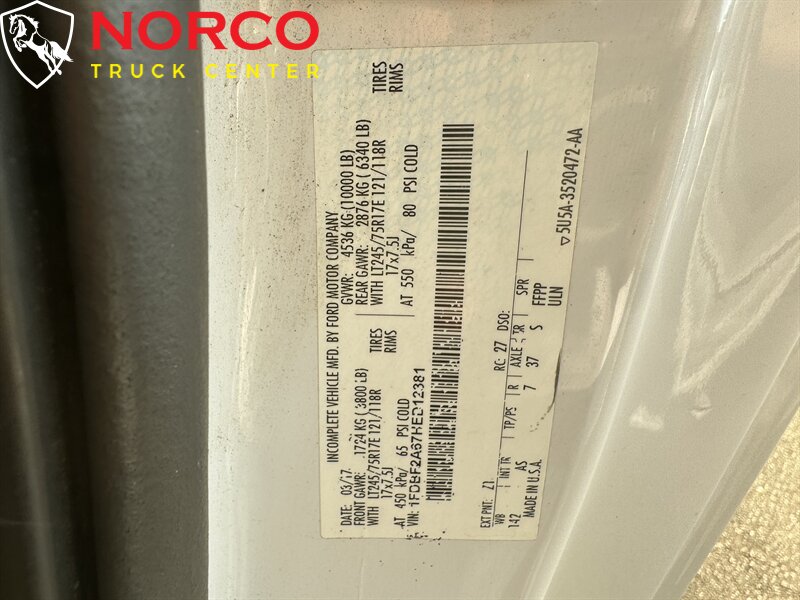 NORCO
TRUCK CENTER
INCOMPLETE VEHICLE MFD. BY FORD MOTOR COMPANY
DATE: 03/17 GVWR: 4536 KG (10000 LB)
FRONT GAWR: 1724 KG (3800 LB) REAR GAWR: 2876 KG ( 6340 LB)
WITH LT245/75R17E 121/118R TIRES WITH LT245/75R17E 121/118R TIRES
17x7.5J RIMS 17x7.5J RIMS
AT 450 kPa/ 65 PSI COLD AT 550 kPa/ 80 PSI COLD
VIN: 1FDBF2A67HED12381
EXT PNT: Z1 RC: 27 DSO:
WB INT TR TP/PS R AXLE TR SPR
142 AS 7 37 S FFPP
MADE IN U.S.A. ULN
▽5U5A-3520472-AA